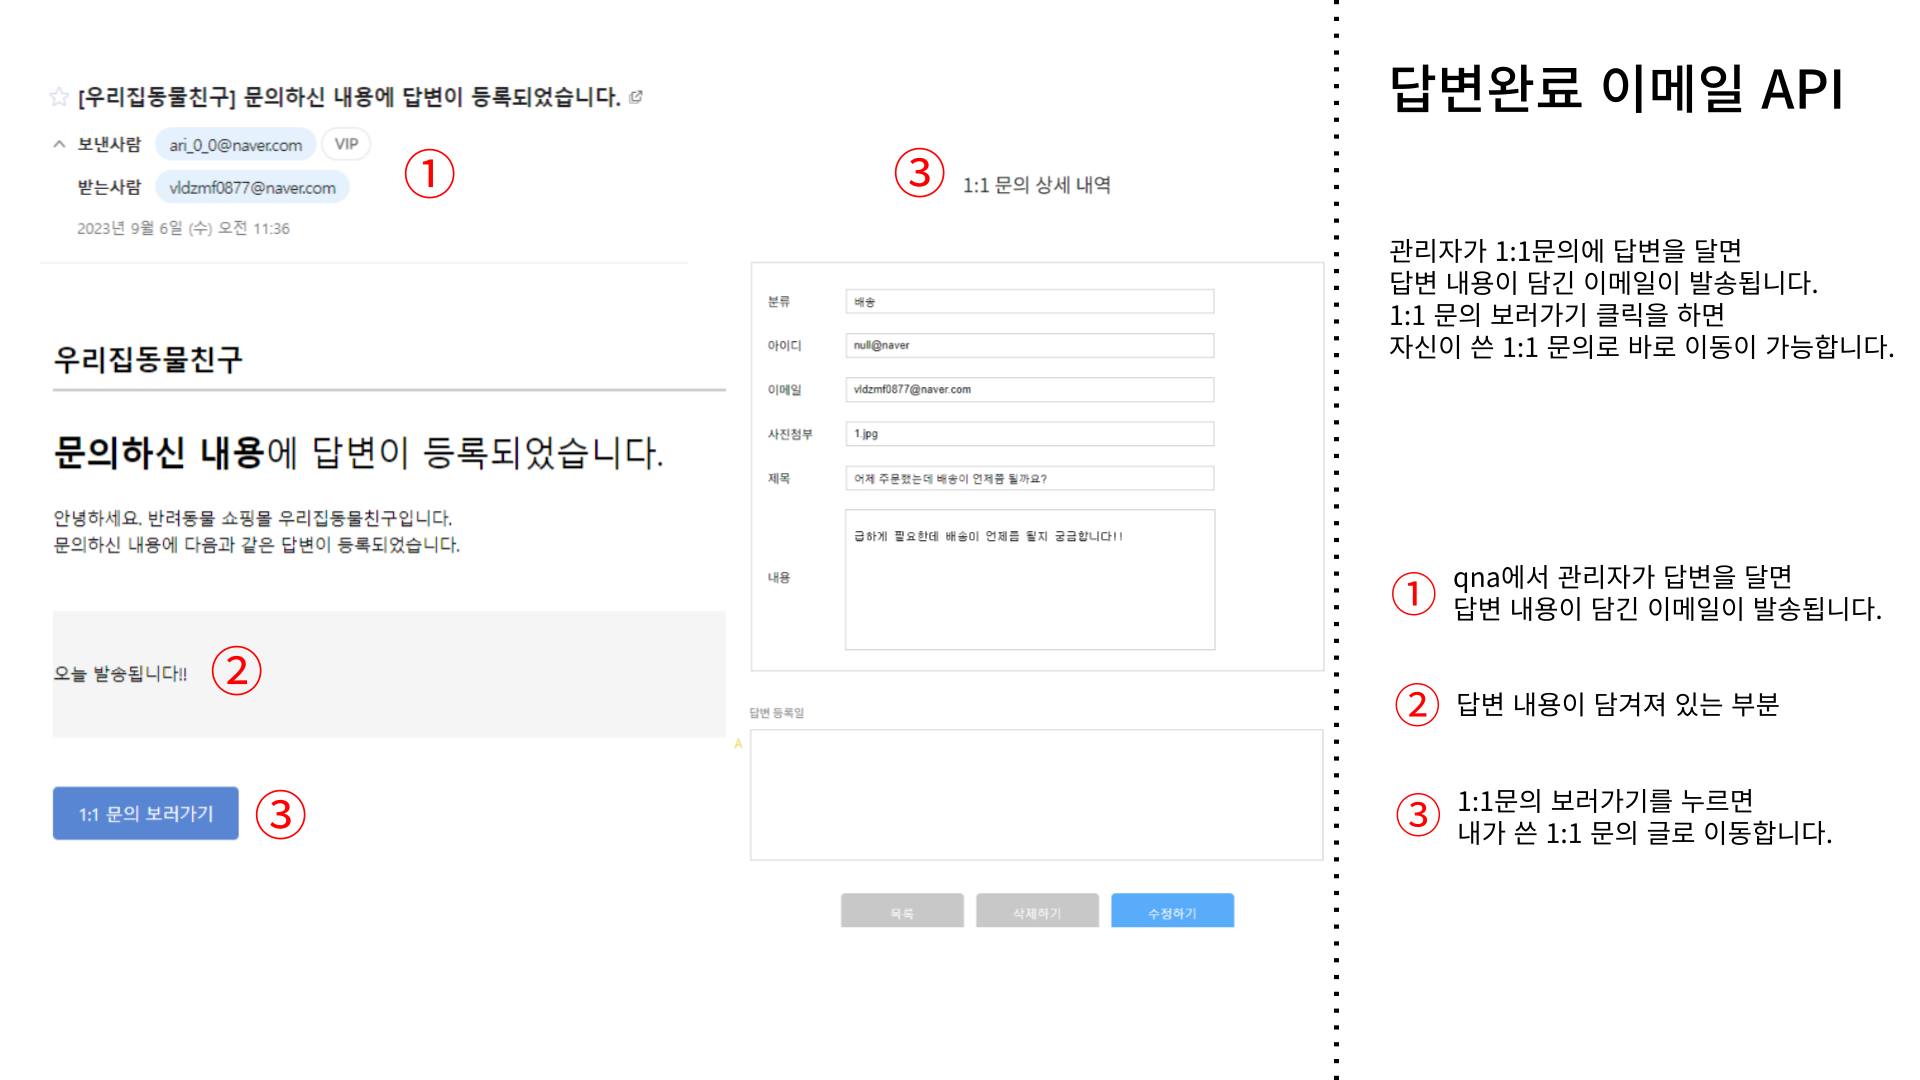 [우리집동물친구] 문의하신 내용에 답변이 등록되었습니다.
보낸사람 ari_0_0@naver.com VIP
받는사람 vldzmf0877@naver.com
①
2023년 9월 6일 (수) 오전 11:36
우리집동물친구
문의하신 내용에 답변이 등록되었습니다.
안녕하세요. 반려동물 쇼핑몰 우리집동물친구입니다.
문의하신 내용에 다음과 같은 답변이 등록되었습니다.
오늘 발송됩니다!! ②
1:1 문의 보러가기 ③
③ 1:1 문의 상세 내역
분류 배송
아이디 null@naver
이메일 vldzmf0877@naver.com
사진첨부 1.jpg
제목 어제 주문했는데 배송이 언제쯤 될까요?
내용 급하게 필요한데 배송이 언제쯤 될지 궁금합니다!!
답변 등록일
A
목록 삭제하기 수정하기
답변완료 이메일 API
관리자가 1:1문의에 답변을 달면
답변 내용이 담긴 이메일이 발송됩니다.
1:1 문의 보러가기 클릭을 하면
자신이 쓴 1:1 문의로 바로 이동이 가능합니다.
① qna에서 관리자가 답변을 달면
답변 내용이 담긴 이메일이 발송됩니다.
② 답변 내용이 담겨져 있는 부분
③ 1:1문의 보러가기를 누르면
내가 쓴 1:1 문의 글로 이동합니다.